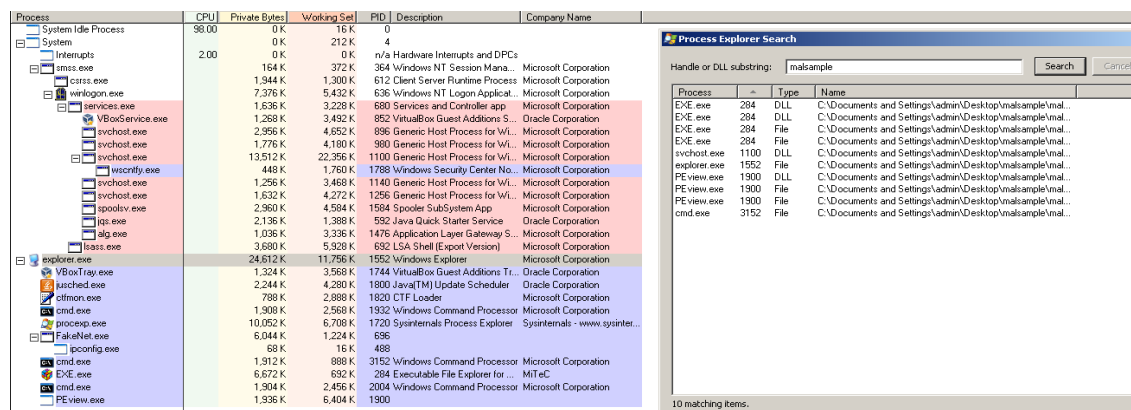 Process CPU Private Bytes Working Set PID Description Company Name
System Idle Process 98.00 0 K 16 K 0
System 0 K 212 K 4
Interrupts 2.00 0 K 0 K n/a Hardware Interrupts and DPCs
smss.exe 164 K 372 K 364 Windows NT Session Mana... Microsoft Corporation
csrss.exe 1,944 K 1,300 K 612 Client Server Runtime Process Microsoft Corporation
winlogon.exe 7,376 K 5,432 K 636 Windows NT Logon Applicat... Microsoft Corporation
services.exe 1,636 K 3,228 K 680 Services and Controller app Microsoft Corporation
VBoxService.exe 1,268 K 3,492 K 852 VirtualBox Guest Additions S... Oracle Corporation
svchost.exe 2,956 K 4,652 K 896 Generic Host Process for Wi... Microsoft Corporation
svchost.exe 1,776 K 4,180 K 980 Generic Host Process for Wi... Microsoft Corporation
svchost.exe 13,512 K 22,356 K 1100 Generic Host Process for Wi... Microsoft Corporation
wscntfy.exe 448 K 1,760 K 1788 Windows Security Center No... Microsoft Corporation
svchost.exe 1,256 K 3,468 K 1140 Generic Host Process for Wi... Microsoft Corporation
svchost.exe 1,632 K 4,272 K 1256 Generic Host Process for Wi... Microsoft Corporation
spoolsv.exe 2,960 K 4,584 K 1584 Spooler SubSystem App Microsoft Corporation
jqs.exe 2,136 K 1,388 K 592 Java Quick Starter Service Oracle Corporation
alg.exe 1,036 K 3,336 K 1476 Application Layer Gateway S... Microsoft Corporation
lsass.exe 3,680 K 5,928 K 692 LSA Shell (Export Version) Microsoft Corporation
explorer.exe 24,612 K 11,756 K 1552 Windows Explorer Microsoft Corporation
VBoxTray.exe 1,324 K 3,568 K 1744 VirtualBox Guest Additions Tr... Oracle Corporation
jusched.exe 2,244 K 4,280 K 1800 Java(TM) Update Scheduler Oracle Corporation
ctfmon.exe 788 K 2,888 K 1820 CTF Loader Microsoft Corporation
cmd.exe 1,908 K 2,568 K 1932 Windows Command Processor Microsoft Corporation
procexp.exe 10,052 K 6,708 K 1720 Sysinternals Process Explorer Sysinternals - www.sysinter...
FakeNet.exe 6,044 K 1,224 K 696
ipconfig.exe 68 K 16 K 488
cmd.exe 1,912 K 888 K 3152 Windows Command Processor Microsoft Corporation
EXE.exe 6,672 K 692 K 284 Executable File Explorer for ... MiTeC
cmd.exe 1,904 K 2,456 K 2004 Windows Command Processor Microsoft Corporation
PEview.exe 1,936 K 6,404 K 1900
Process Explorer Search
Handle or DLL substring: malsample Search Cance
Process Type Name
EXE.exe 284 DLL C:\Documents and Settings\admin\Desktop\malsample\mal...
EXE.exe 284 DLL C:\Documents and Settings\admin\Desktop\malsample\mal...
EXE.exe 284 File C:\Documents and Settings\admin\Desktop\malsample\mal...
EXE.exe 284 File C:\Documents and Settings\admin\Desktop\malsample\mal...
svchost.exe 1100 DLL C:\Documents and Settings\admin\Desktop\malsample\mal...
explorer.exe 1552 File C:\Documents and Settings\admin\Desktop\malsample\mal...
PEview.exe 1900 DLL C:\Documents and Settings\admin\Desktop\malsample\mal...
PEview.exe 1900 File C:\Documents and Settings\admin\Desktop\malsample\mal...
PEview.exe 1900 File C:\Documents and Settings\admin\Desktop\malsample\mal...
cmd.exe 3152 File C:\Documents and Settings\admin\Desktop\malsample\mal...
10 matching items.